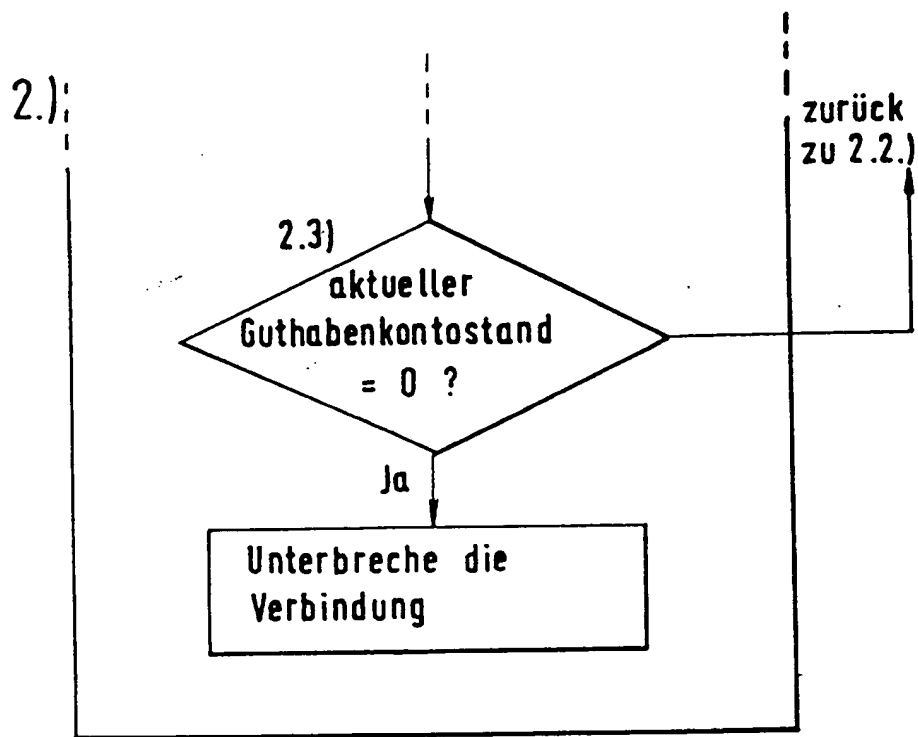 2.)
zurück
zu 2.2.)
2.3)
aktueller
Guthabenkontostand
= 0 ?
Ja
Unterbreche die
Verbindung